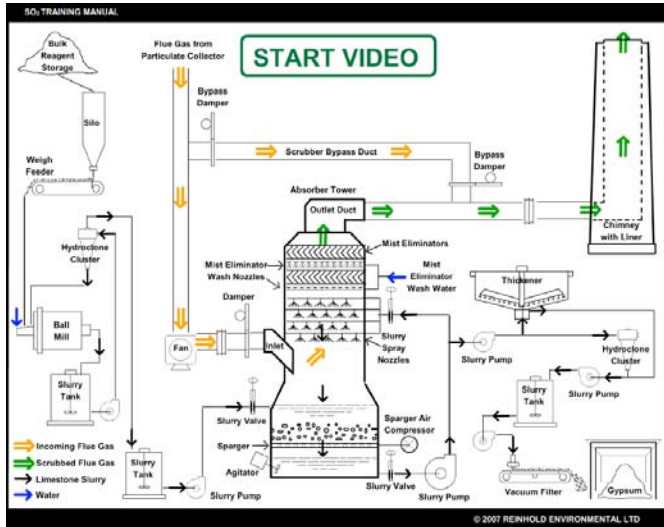 SO₂ TRAINING MANUAL
Bulk
Reagent
Storage
Flue Gas from
Particulate Collector
START VIDEO
Silo
Bypass
Damper
Scrubber Bypass Duct
Bypass
Damper
Weigh
Feeder
Absorber Tower
Outlet Duct
Chimney
with Liner
Hydroclone
Cluster
Mist Eliminators
Mist Eliminator
Wash Nozzles
Mist
Eliminator
Wash Water
Thickener
Damper
Ball
Mill
Fan
Inlet
Slurry
Spray
Nozzles
Slurry Pump
Hydroclone
Cluster
Slurry
Tank
Slurry Pump
Slurry
Tank
Slurry Valve
Sparger Air
Compressor
Incoming Flue Gas
Scrubbed Flue Gas
Limestone Slurry
Water
Slurry
Tank
Sparger
Agitator
Slurry Pump
Slurry Valve
Slurry Pump
Vacuum Filter
Gypsum
© 2007 REINHOLD ENVIRONMENTAL LTD